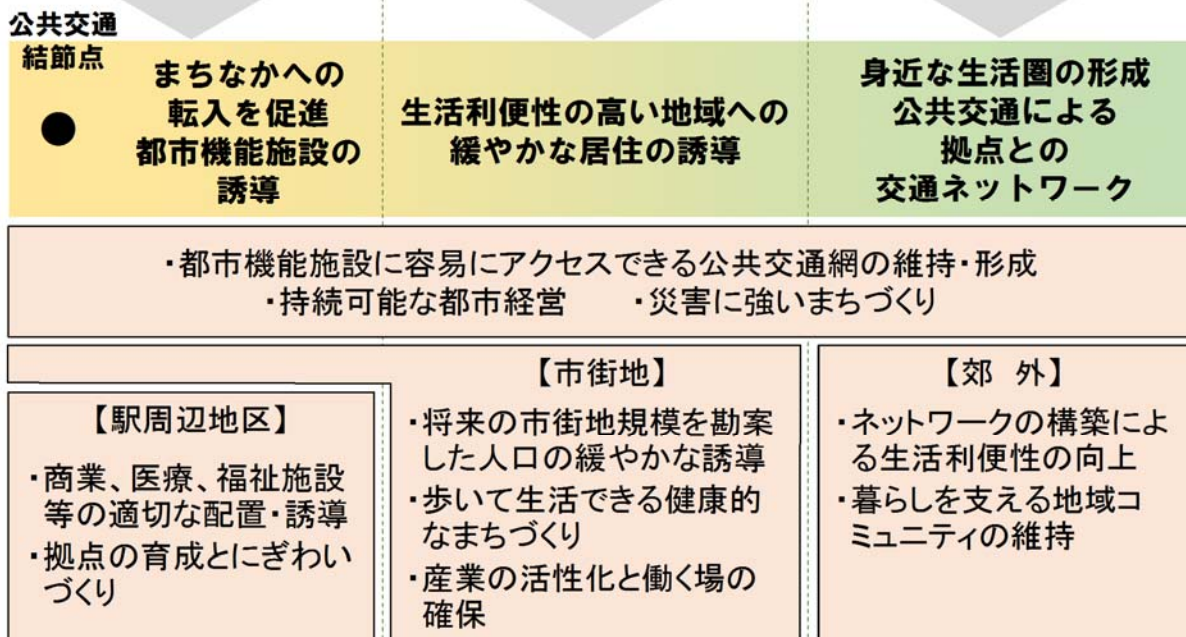 公共交通
結節点
●
まちなかへの
転入を促進
都市機能施設の
誘導
生活利便性の高い地域への
緩やかな居住の誘導
身近な生活圏の形成
公共交通による
拠点との
交通ネットワーク
・都市機能施設に容易にアクセスできる公共交通網の維持・形成
・持続可能な都市経営　　・災害に強いまちづくり
【駅周辺地区】
・商業、医療、福祉施設
等の適切な配置・誘導
・拠点の育成とにぎわい
づくり
【市街地】
・将来の市街地規模を勘案
した人口の緩やかな誘導
・歩いて生活できる健康的
なまちづくり
・産業の活性化と働く場の
確保
【郊　外】
・ネットワークの構築によ
る生活利便性の向上
・暮らしを支える地域コ
ミュニティの維持